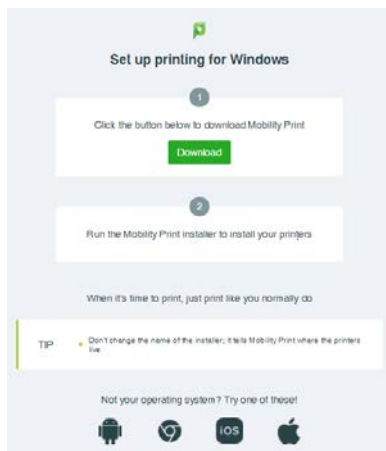 Set up printing for Windows
1
Click the button below to download Mobility Print
Download
2
Run the Mobility Print installer to install your printers
When it's time to print, just print like you normally do
TIP
Don't change the name of the installer; it tells Mobility Print where the printers
live
Not your operating system? Try one of these!
iOS